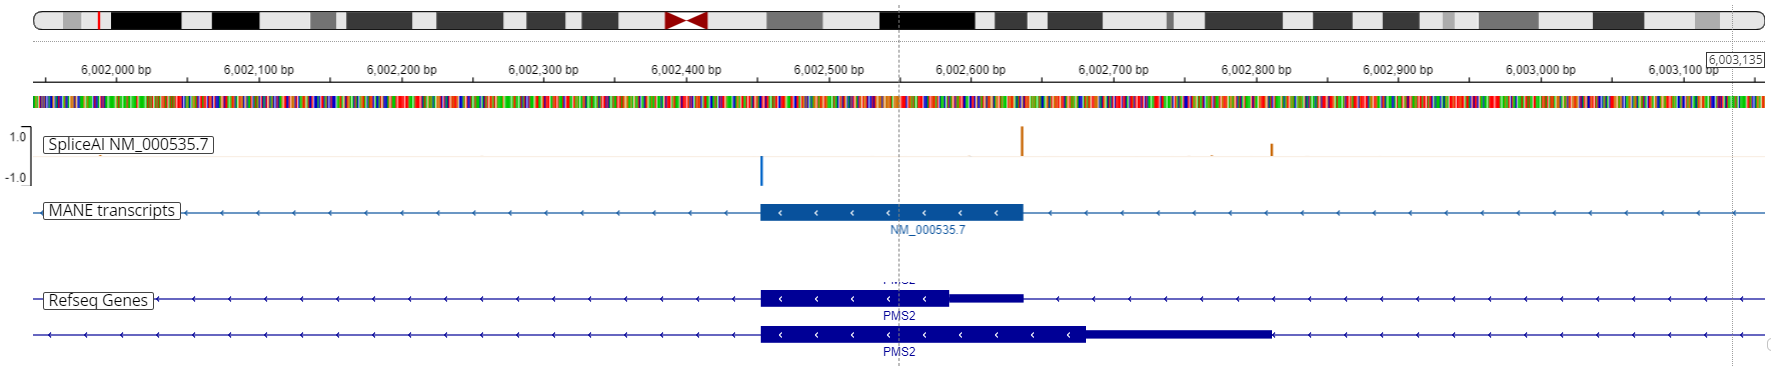 6,002,000 bp 6,002,100 bp 6,002,200 bp 6,002,300 bp 6,002,400 bp 6,002,500 bp 6,002,600 bp 6,002,700 bp 6,002,800 bp 6,002,900 bp 6,003,000 bp 6,003,100 bp 6,003,135
1.0
SpliceAI NM_000535.7
-1.0
MANE transcripts
NM_000535.7
PMS2
Refseq Genes
PMS2
PMS2